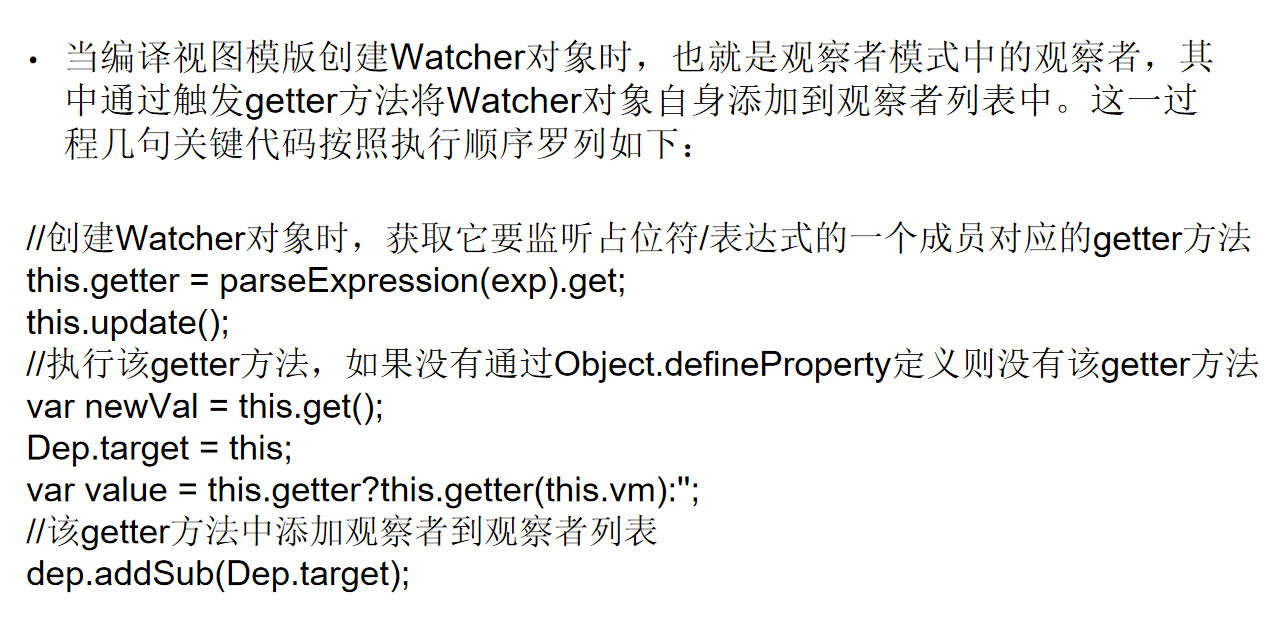 • 当编译视图模版创建Watcher对象时，也就是观察者模式中的观察者，其
中通过触发getter方法将Watcher对象自身添加到观察者列表中。这一过
程几句关键代码按照执行顺序罗列如下：
//创建Watcher对象时，获取它要监听占位符/表达式的一个成员对应的getter方法
this.getter = parseExpression(exp).get;
this.update();
//执行该getter方法，如果没有通过Object.defineProperty定义则没有该getter方法
var newVal = this.get();
Dep.target = this;
var value = this.getter?this.getter(this.vm):'';
//该getter方法中添加观察者到观察者列表
dep.addSub(Dep.target);